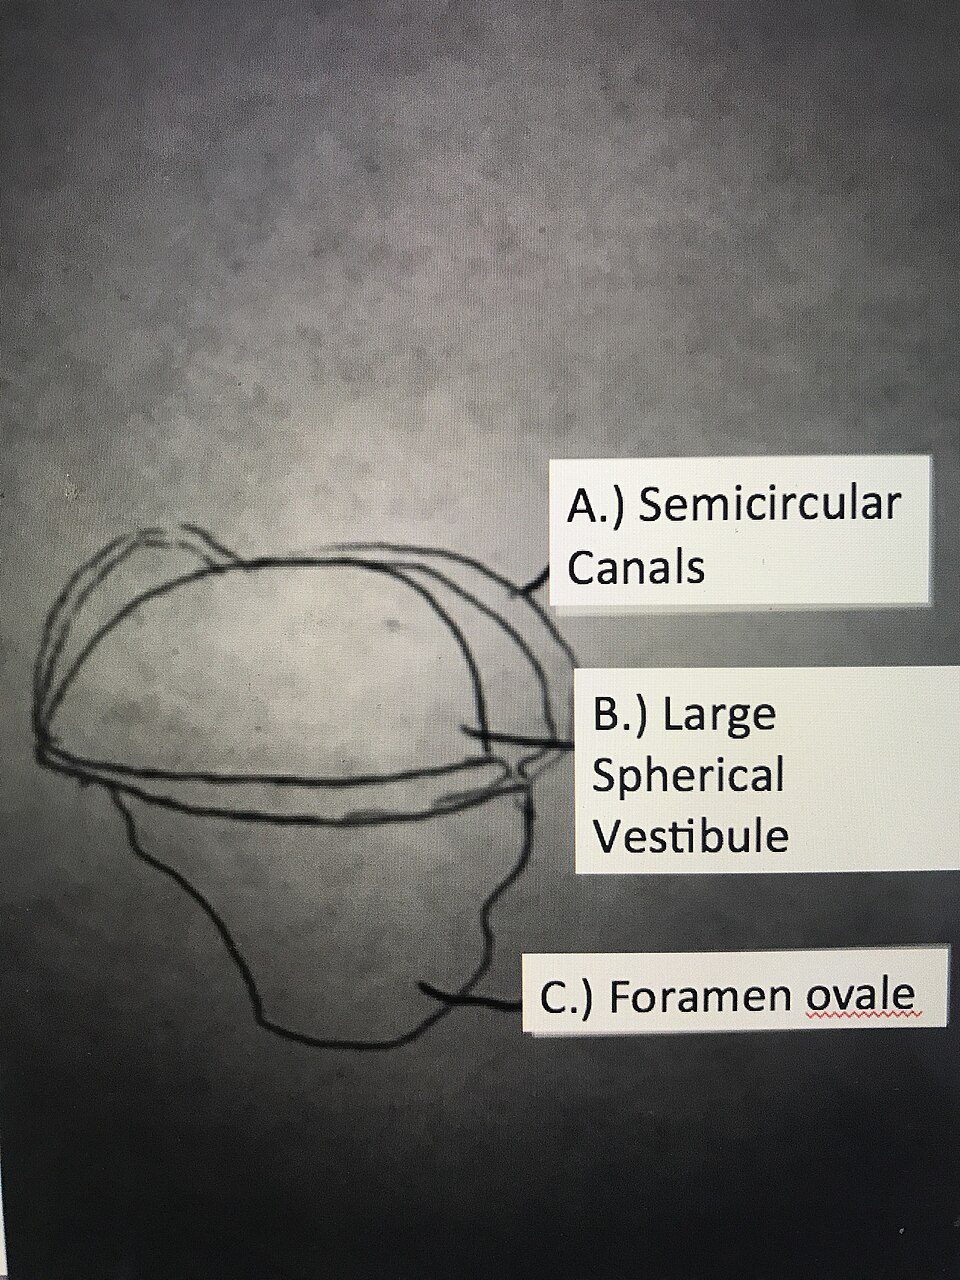 A.) Semicircular
Canals
B.) Large
Spherical
Vestibule
C.) Foramen ovale